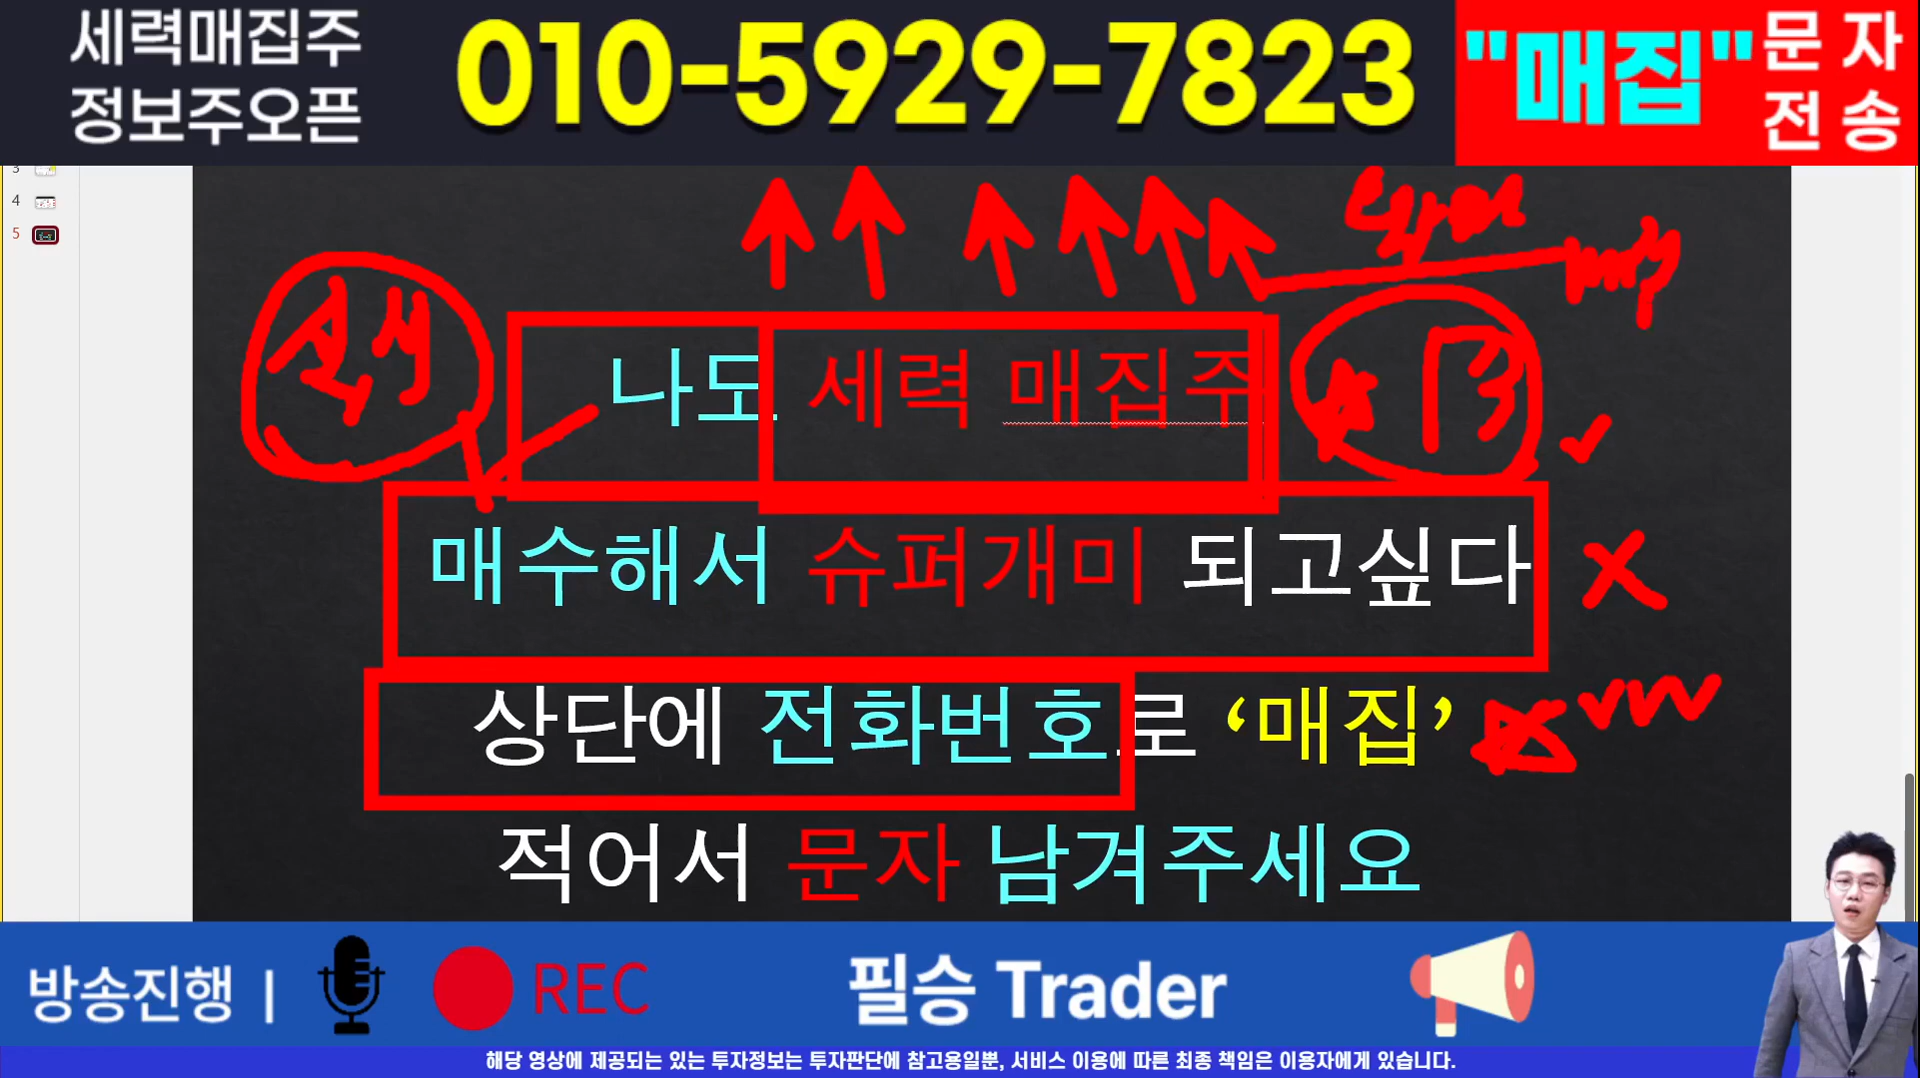 세력매집주
정보주오픈
010-5929-7823
"매집"
문자
전송
3
4
5
나도 세력 매집주
매수해서 슈퍼개미 되고싶다
상단에 전화번호로 ‘매집’
적어서 문자 남겨주세요
방송진행 |
REC
필승 Trader
해당 영상에 제공되는 있는 투자정보는 투자판단에 참고용일뿐, 서비스 이용에 따른 최종 책임은 이용자에게 있습니다.